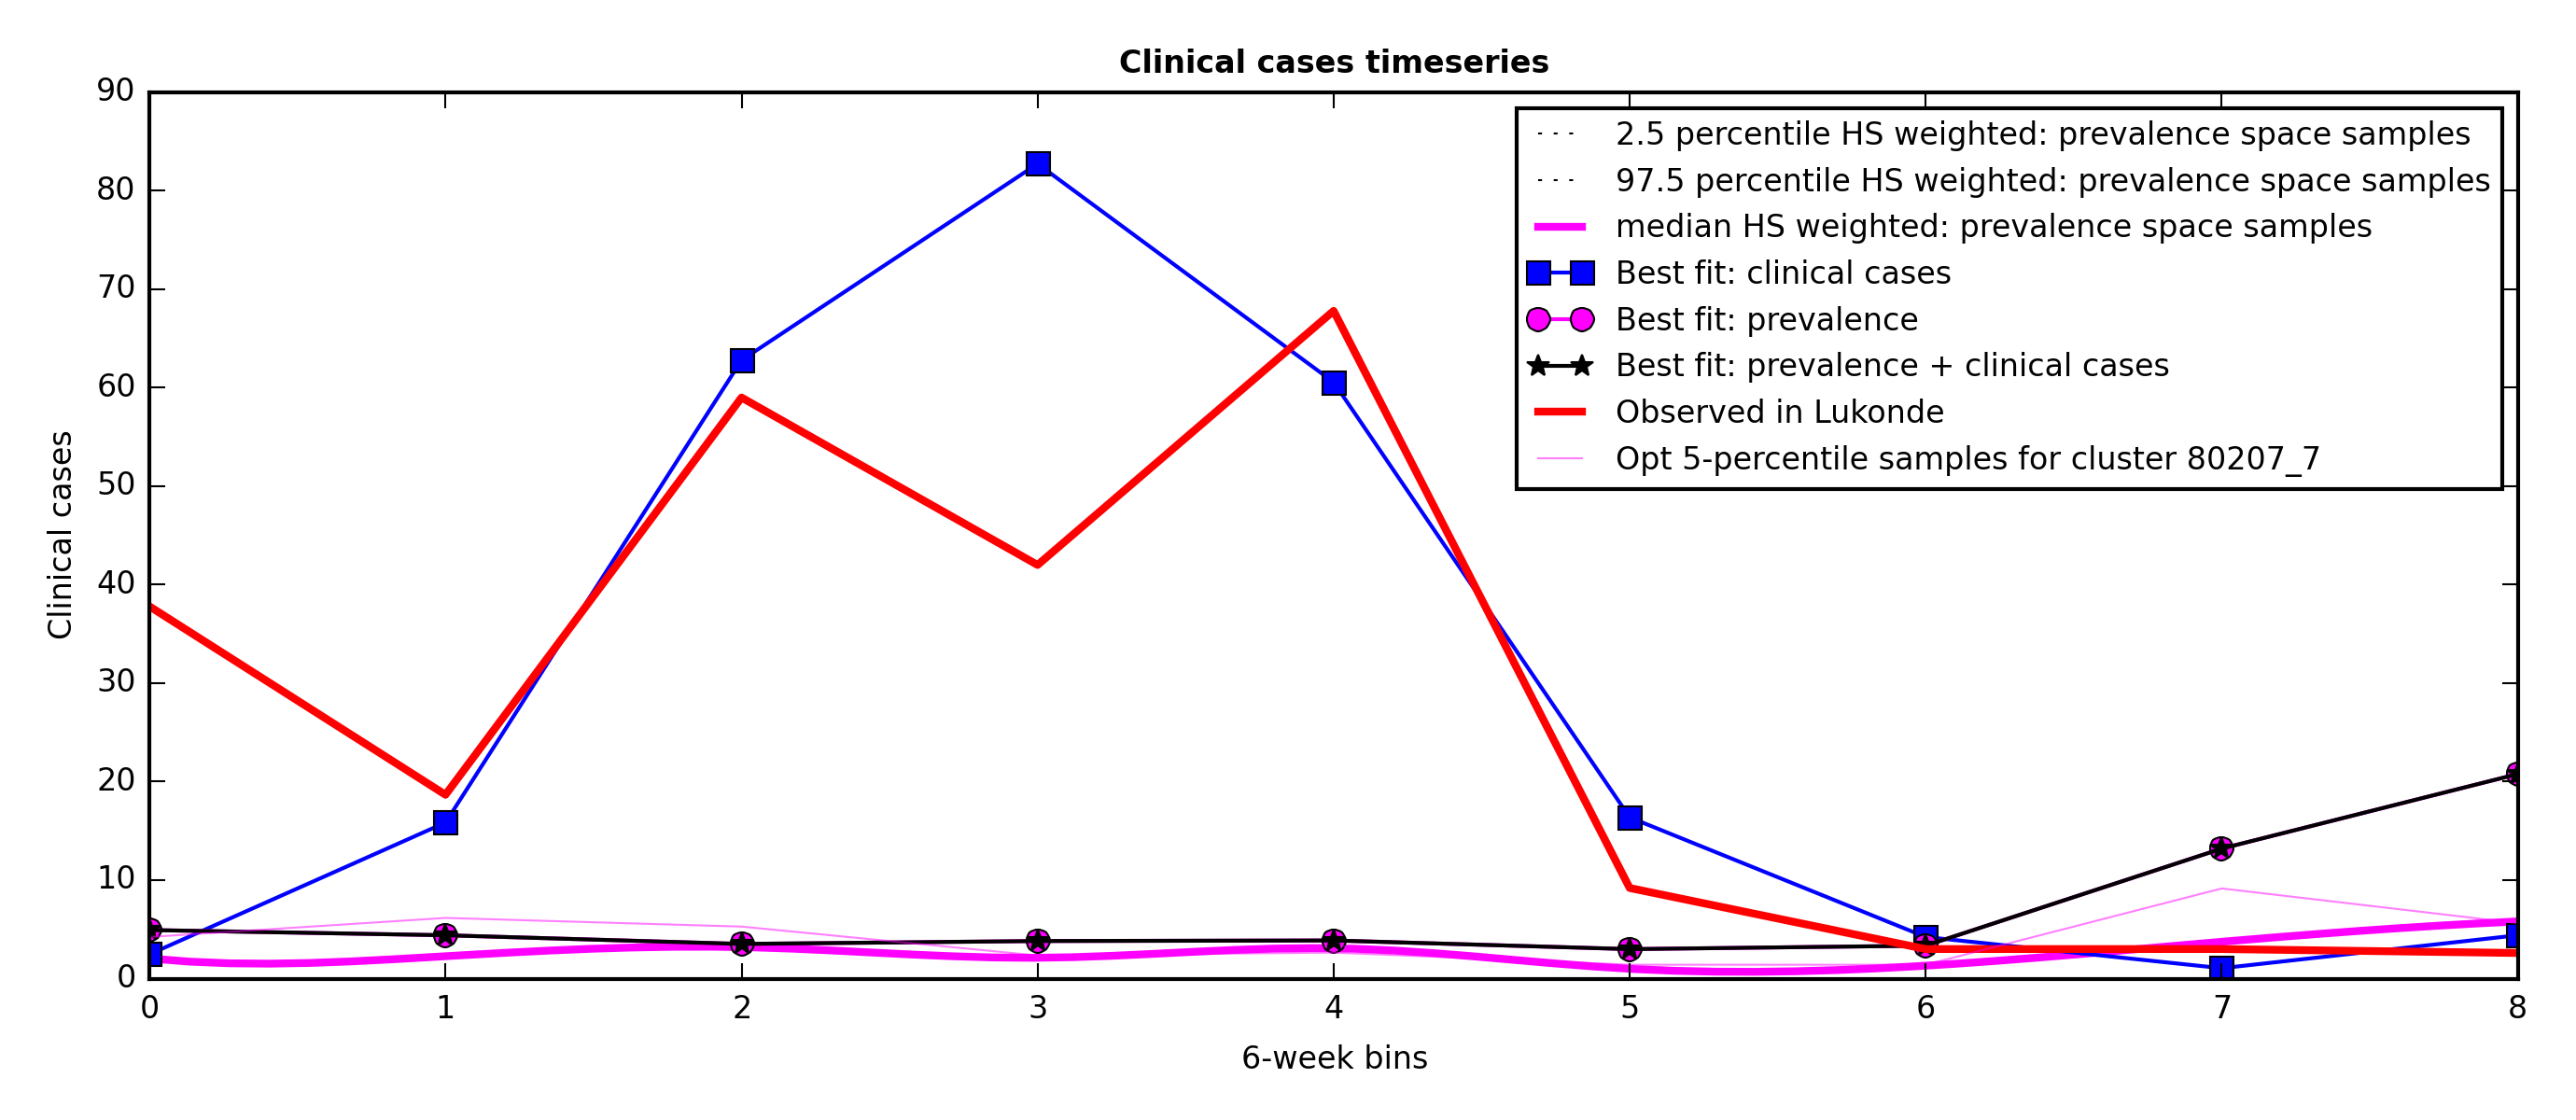 Clinical cases timeseries
90
80
70
60
50
40
30
20
10
0
Clinical cases
2.5 percentile HS weighted: prevalence space samples
97.5 percentile HS weighted: prevalence space samples
median HS weighted: prevalence space samples
Best fit: clinical cases
Best fit: prevalence
Best fit: prevalence + clinical cases
Observed in Lukonde
Opt 5-percentile samples for cluster 80207_7
0 1 2 3 4 5 6 7 8
6-week bins